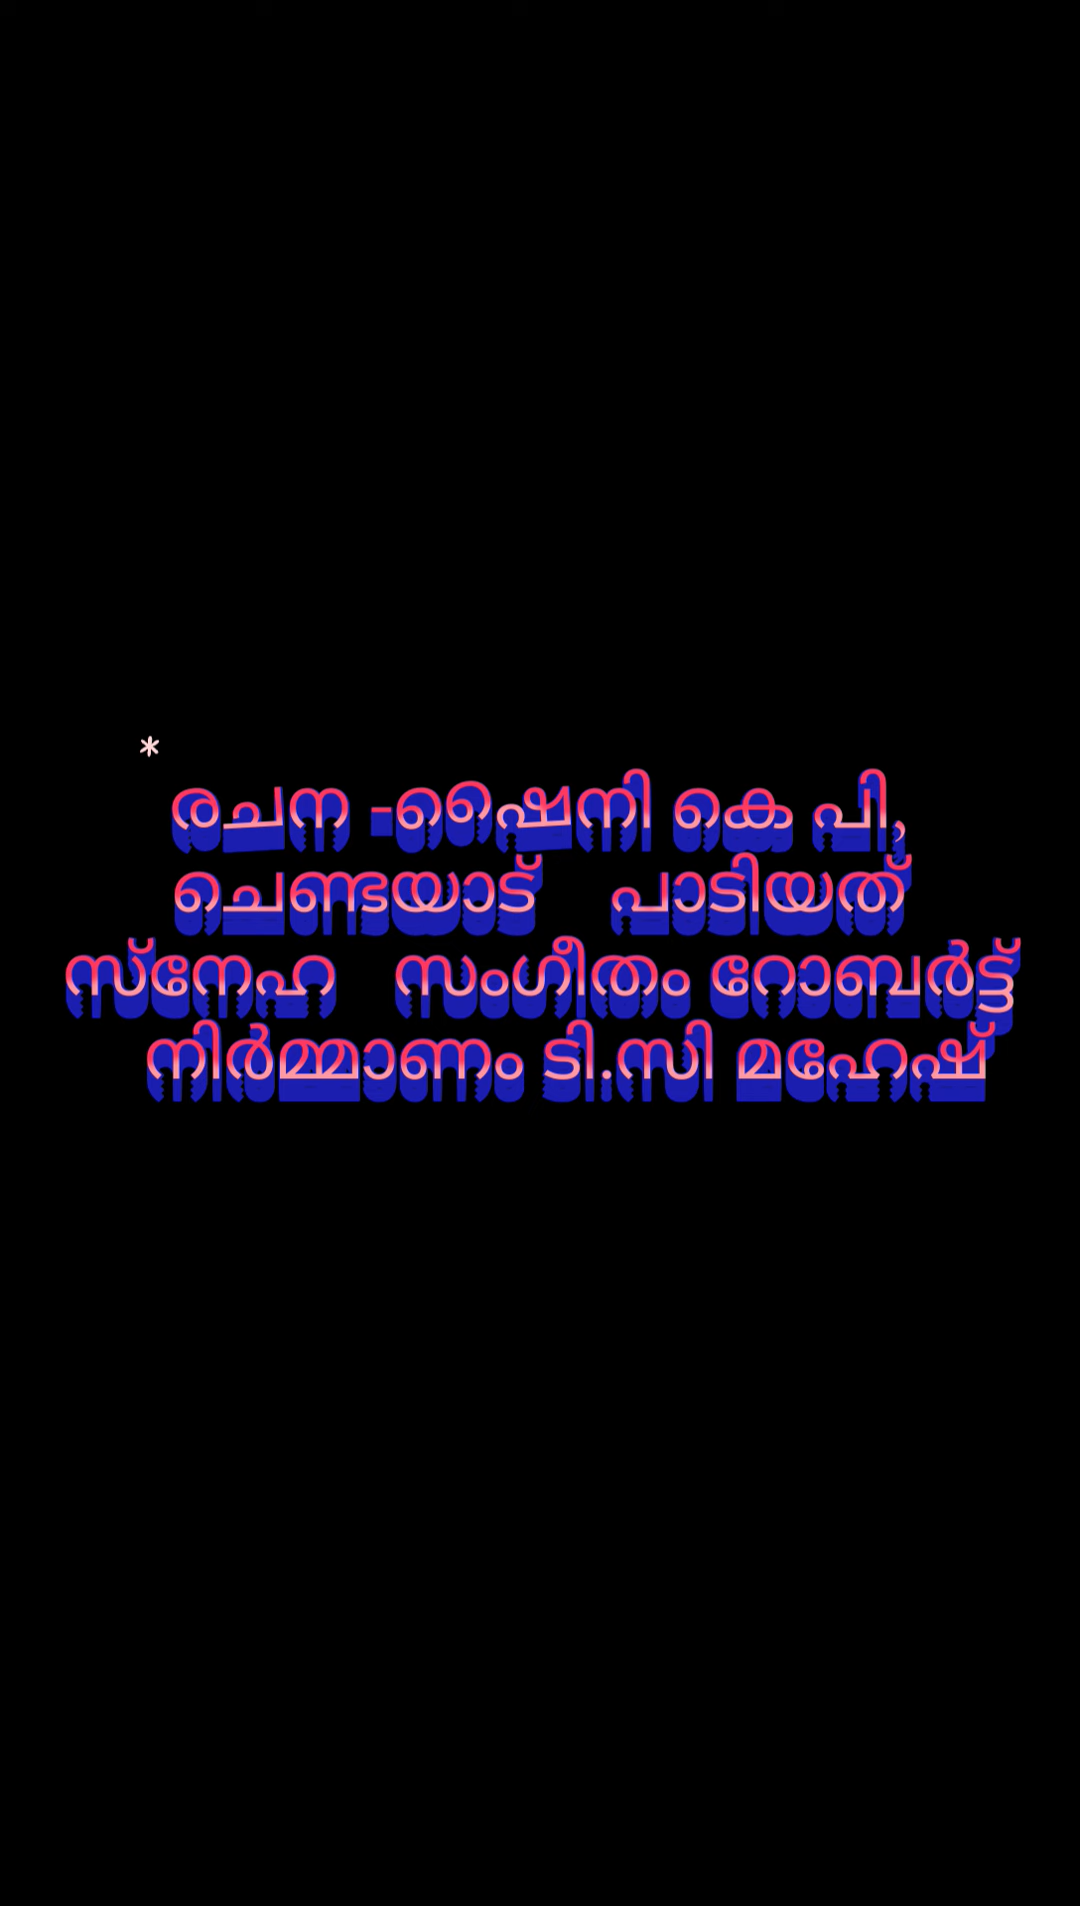 *
രചന -ഷൈനി കെ പി,
ചെണ്ടയാട് പാടിയത്
സ്നേഹ സംഗീതം റോബർട്ട്
നിർമ്മാണം ടി.സി മഹേഷ്